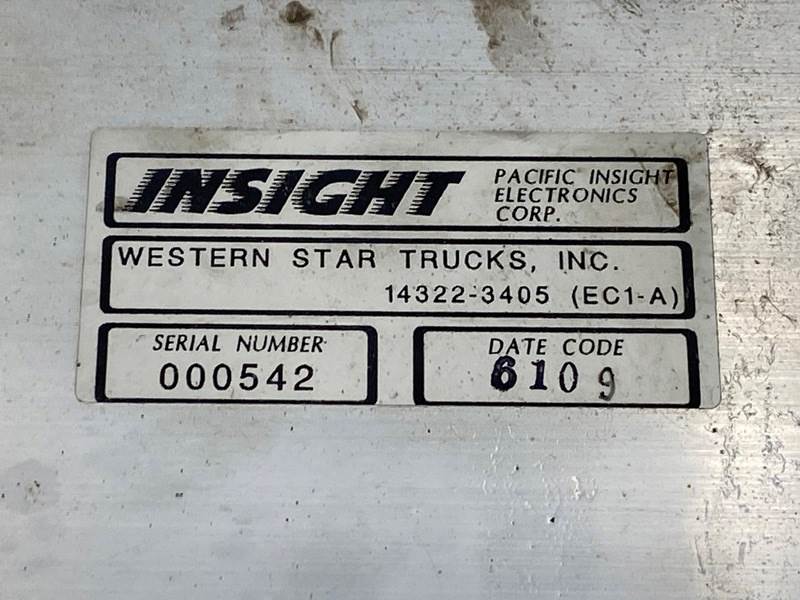 INSIGHT
PACIFIC INSIGHT
ELECTRONICS
CORP.
WESTERN STAR TRUCKS, INC.
14322-3405 (EC1-A)
SERIAL NUMBER
000542
DATE CODE
6109